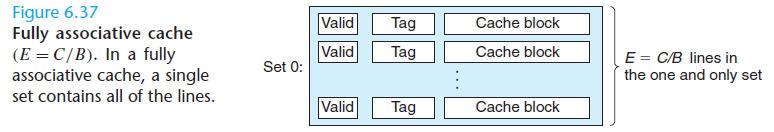 Figure 6.37
Fully associative cache
(E = C/B). In a fully
associative cache, a single
set contains all of the lines.
Set 0:
Valid Tag Cache block
Valid Tag Cache block
Valid Tag Cache block
E = C/B lines in
the one and only set